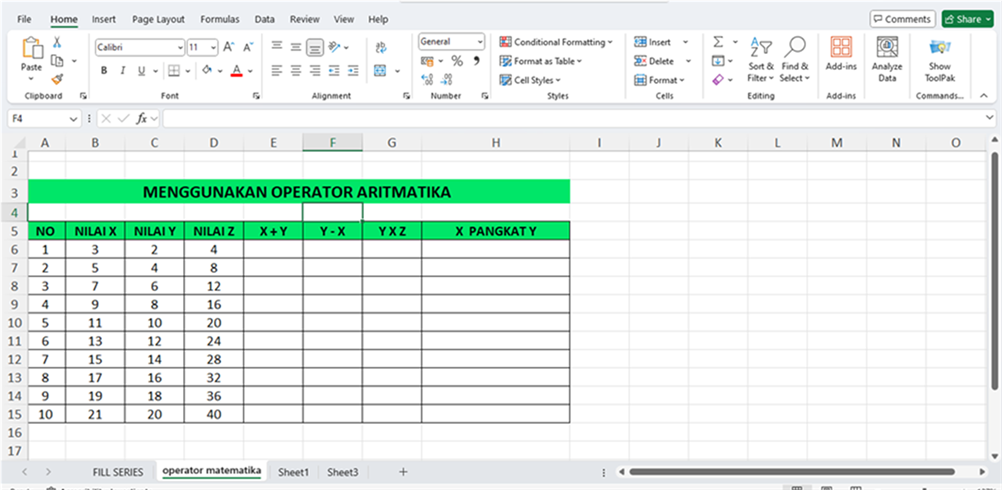 File Home Insert Page Layout Formulas Data Review View Help Comments Share
Calibri 11 General Conditional Formatting Insert
Paste Format as Table Delete Sort & Find & Add-ins Analyze Show
B I U Cell Styles Format Filter Select Data ToolPak
Clipboard Font Alignment Number Styles Cells Editing Add-ins Commands...
F4 fx
A B C D E F G H I J K L M N O
1
2
3 MENGGUNAKAN OPERATOR ARITMATIKA
4
5 NO NILAI X NILAI Y NILAI Z X + Y Y - X Y X Z X PANGKAT Y
6 1 3 2 4
7 2 5 4 8
8 3 7 6 12
9 4 9 8 16
10 5 11 10 20
11 6 13 12 24
12 7 15 14 28
13 8 17 16 32
14 9 19 18 36
15 10 21 20 40
16
17
FILL SERIES operator matematika Sheet1 Sheet3 +